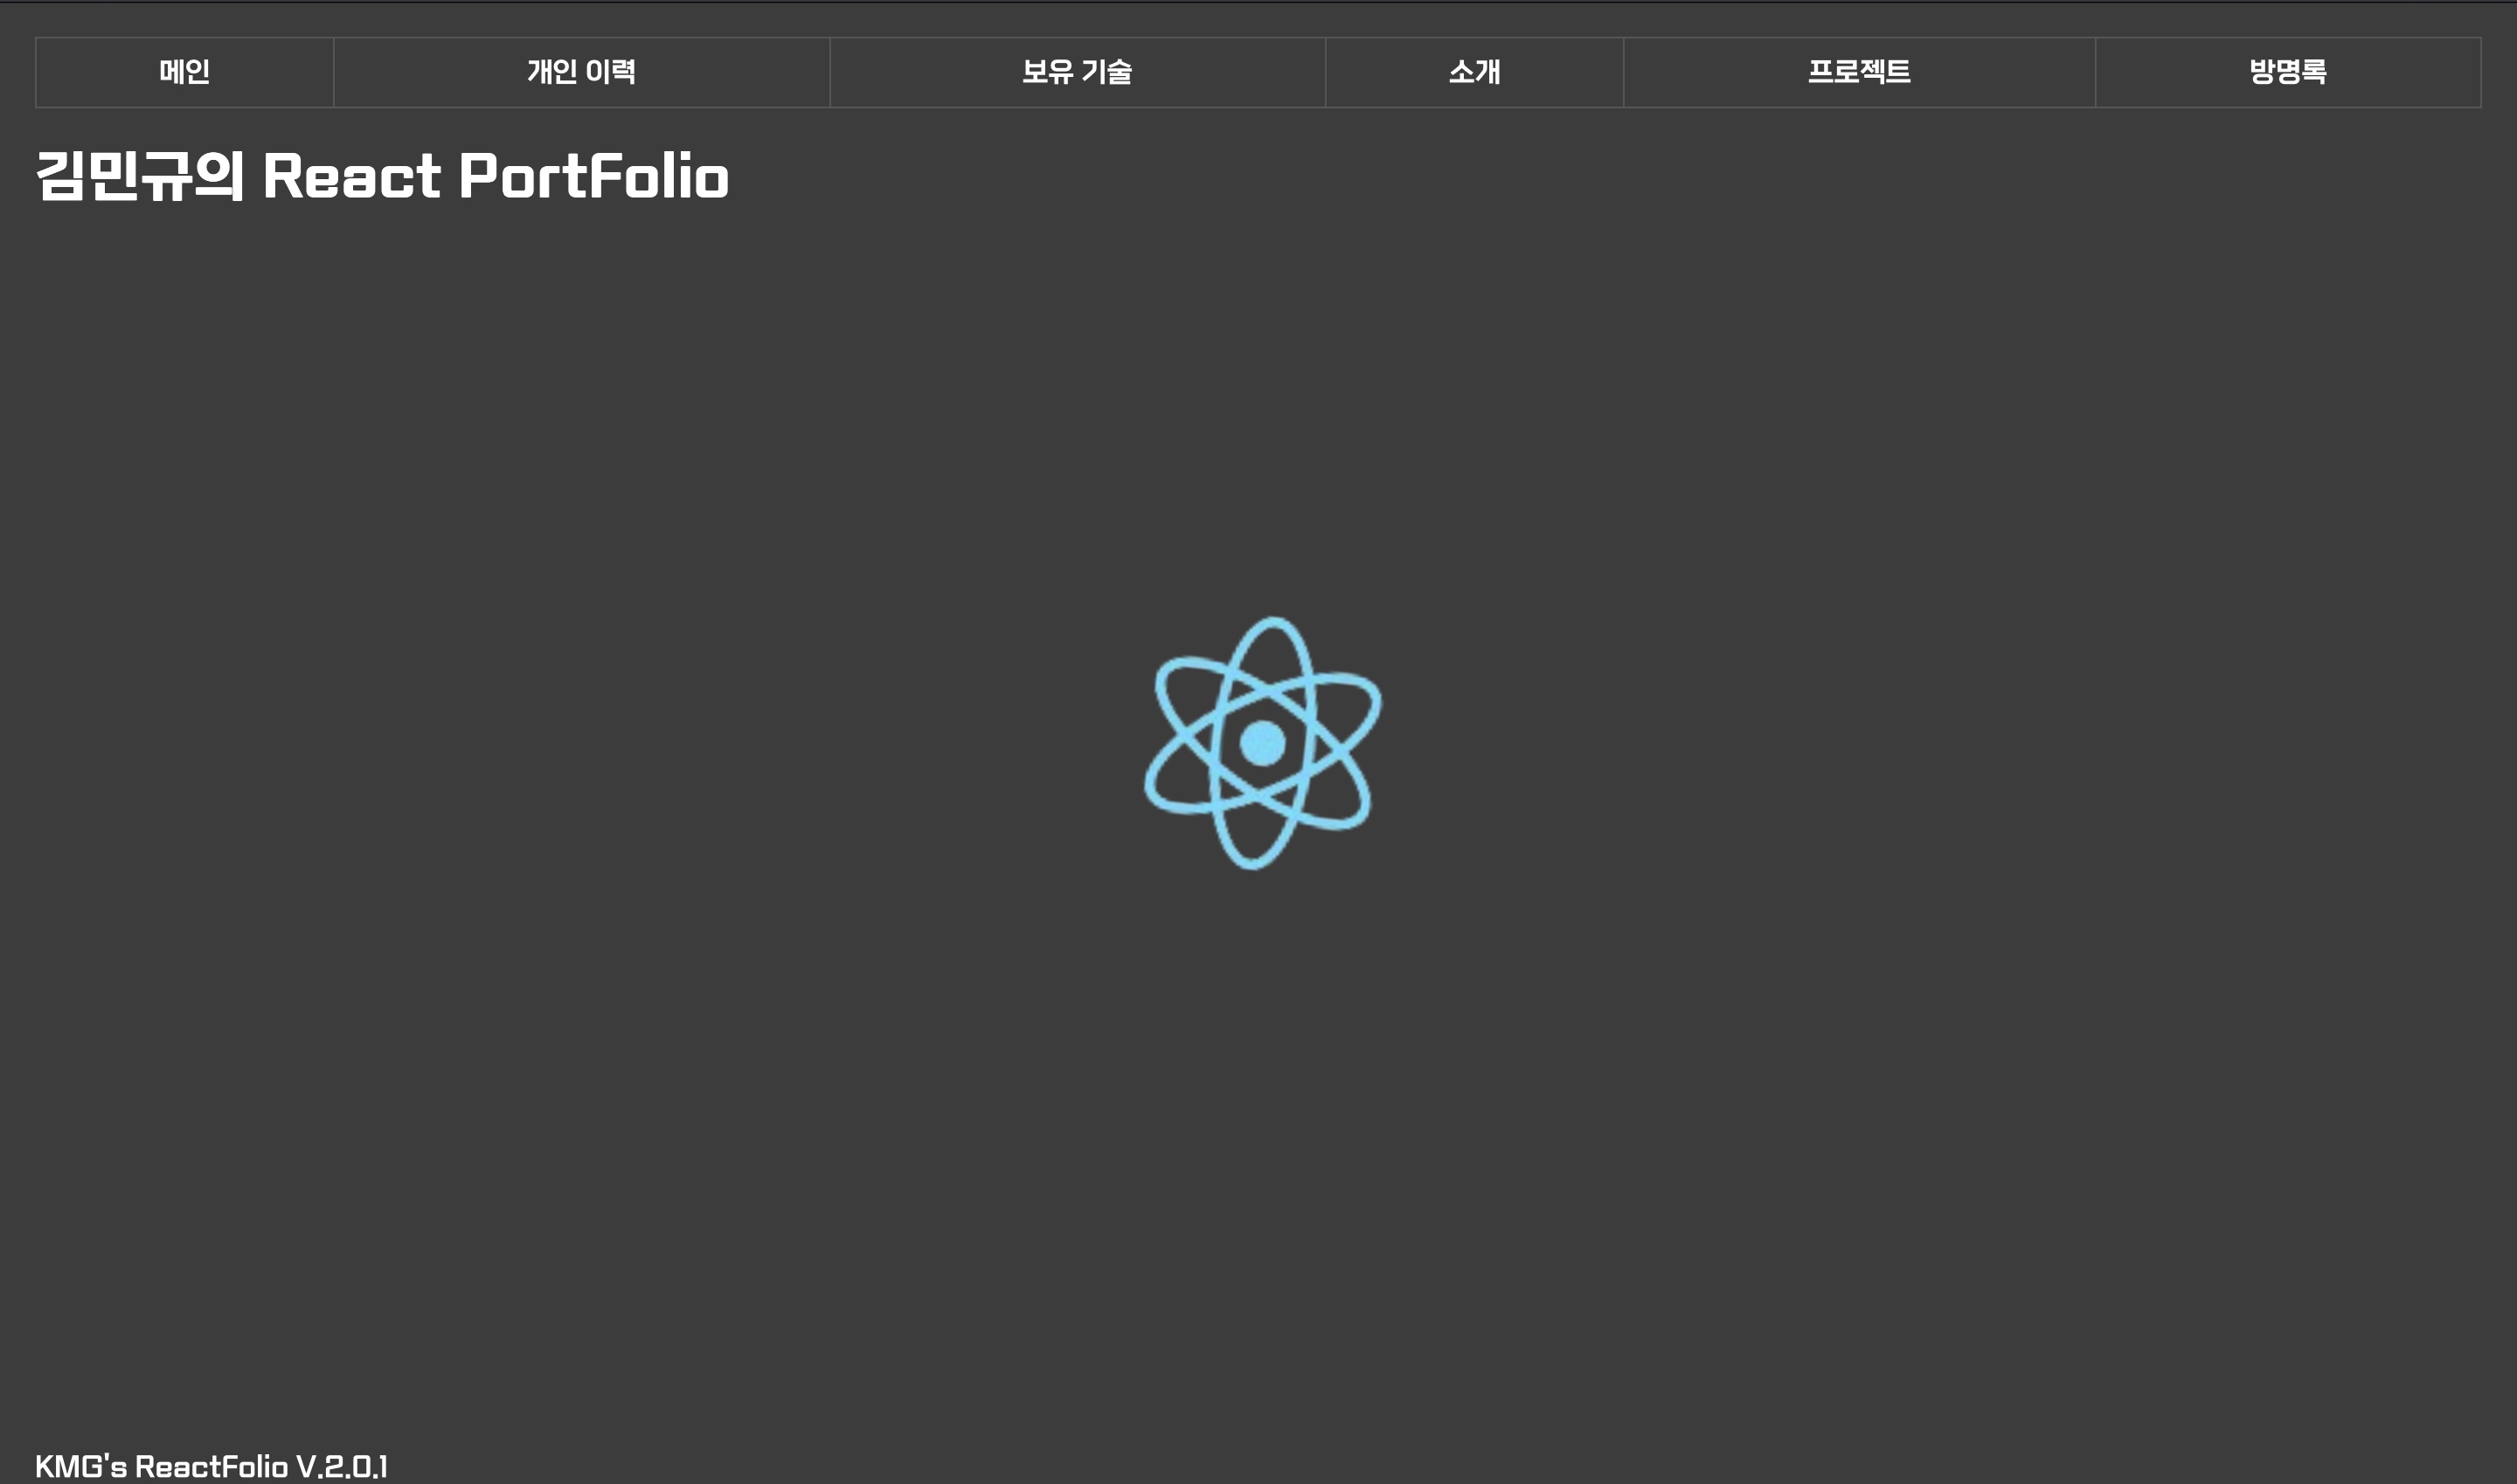 메인 개인 이력 보유 기술 소개 프로젝트 방명록
김민규의 React PortFolio
KMG's ReactFolio V.2.0.1